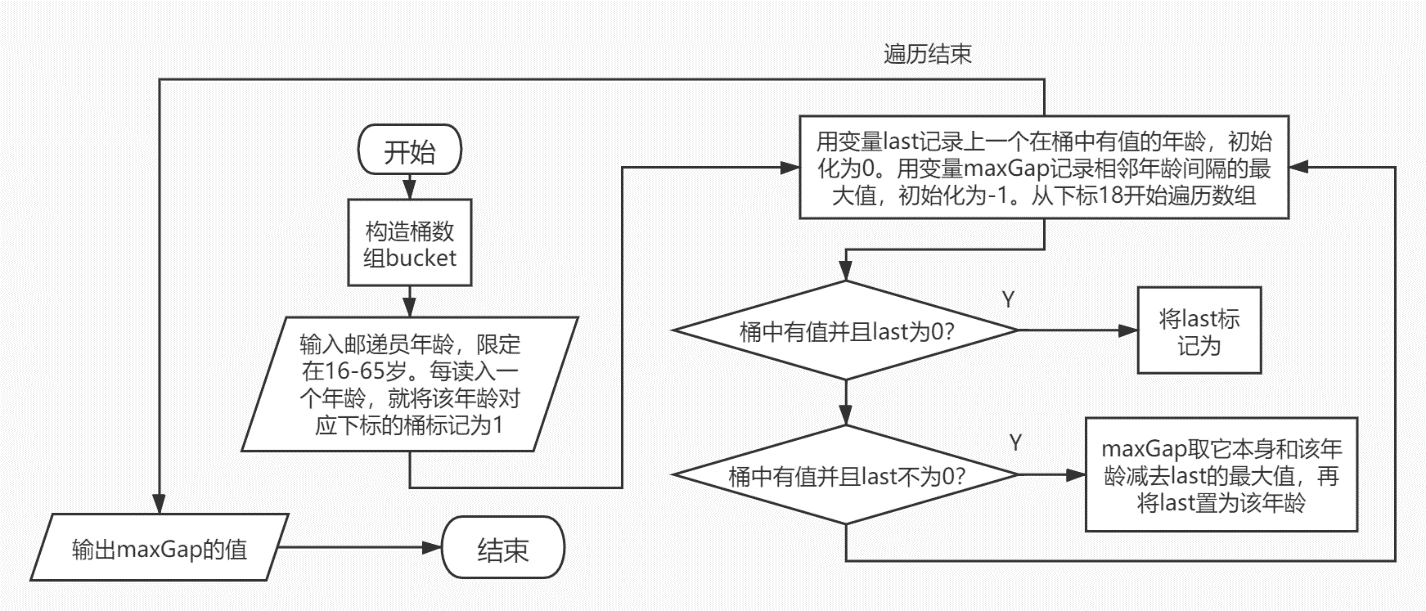 遍历结束
开始
构造桶数
组bucket
输入邮递员年龄，限定
在16-65岁。每读入一
个年龄，就将该年龄对
应下标的桶标记为1
输出maxGap的值
结束
用变量last记录上一个在桶中有值的年龄，初始
化为0。用变量maxGap记录相邻年龄间隔的最
大值，初始化为-1。从下标18开始遍历数组
桶中有值并且last为0？
Y
将last标
记为
桶中有值并且last不为0？
Y
maxGap取它本身和该年
龄减去last的最大值，再
将last置为该年龄